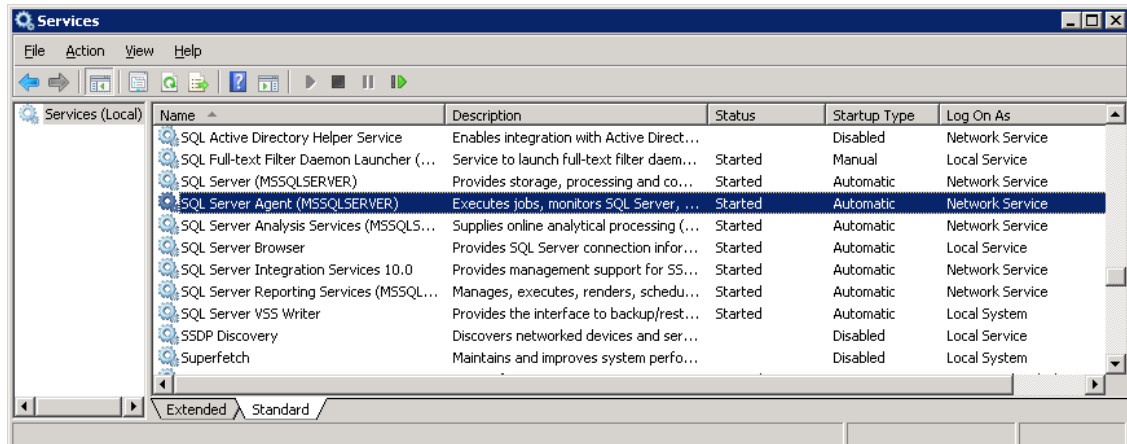 Services
File Action View Help
Services (Local)
Name Description Status Startup Type Log On As
SQL Active Directory Helper Service Enables integration with Active Direct... Disabled Network Service
SQL Full-text Filter Daemon Launcher (... Service to launch full-text filter daem... Started Manual Local Service
SQL Server (MSSQLSERVER) Provides storage, processing and co... Started Automatic Network Service
SQL Server Agent (MSSQLSERVER) Executes jobs, monitors SQL Server, ... Started Automatic Network Service
SQL Server Analysis Services (MSSQLS... Supplies online analytical processing (... Started Automatic Network Service
SQL Server Browser Provides SQL Server connection infor... Started Automatic Local Service
SQL Server Integration Services 10.0 Provides management support for SS... Started Automatic Network Service
SQL Server Reporting Services (MSSQL... Manages, executes, renders, schedu... Started Automatic Network Service
SQL Server VSS Writer Provides the interface to backup/rest... Started Automatic Local System
SSDP Discovery Discovers networked devices and ser... Disabled Local Service
Superfetch Maintains and improves system perfo... Disabled Local System
Extended Standard